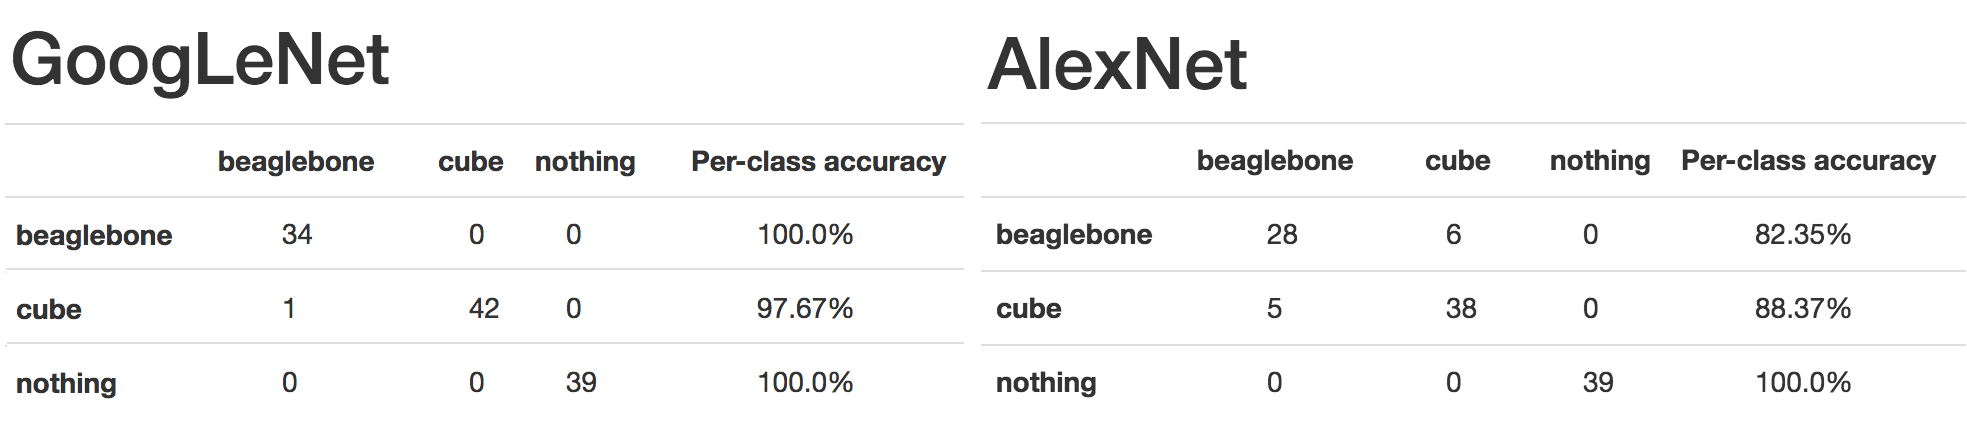 GoogLeNet
beaglebone cube nothing Per-class accuracy
beaglebone 34 0 0 100.0%
cube 1 42 0 97.67%
nothing 0 0 39 100.0%
AlexNet
beaglebone cube nothing Per-class accuracy
beaglebone 28 6 0 82.35%
cube 5 38 0 88.37%
nothing 0 0 39 100.0%